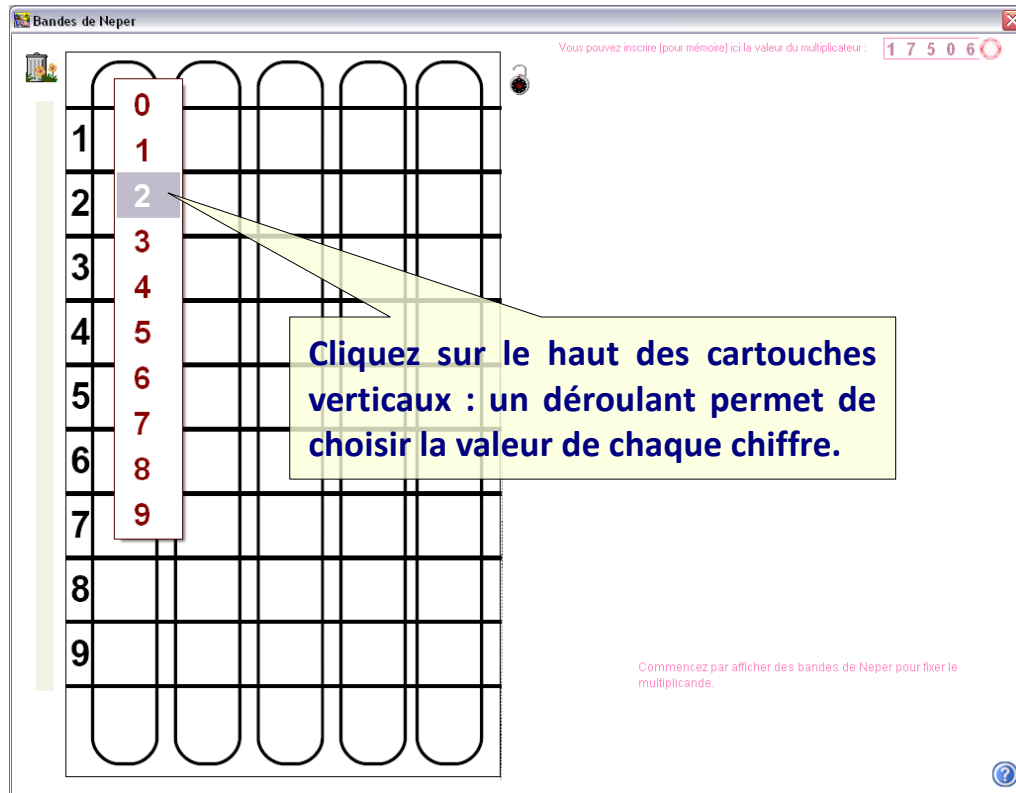 Bandes de Neper
Vous pouvez inscrire (pour mémoire) ici la valeur du multiplicateur :
1 7 5 0 6
0
1
2
3
4
5
6
7
8
9
1
2
3
4
5
6
7
8
9
Cliquez sur le haut des cartouches
verticaux : un déroulant permet de
choisir la valeur de chaque chiffre.
Commencez par afficher des bandes de Neper pour fixer le
multiplicande.
?